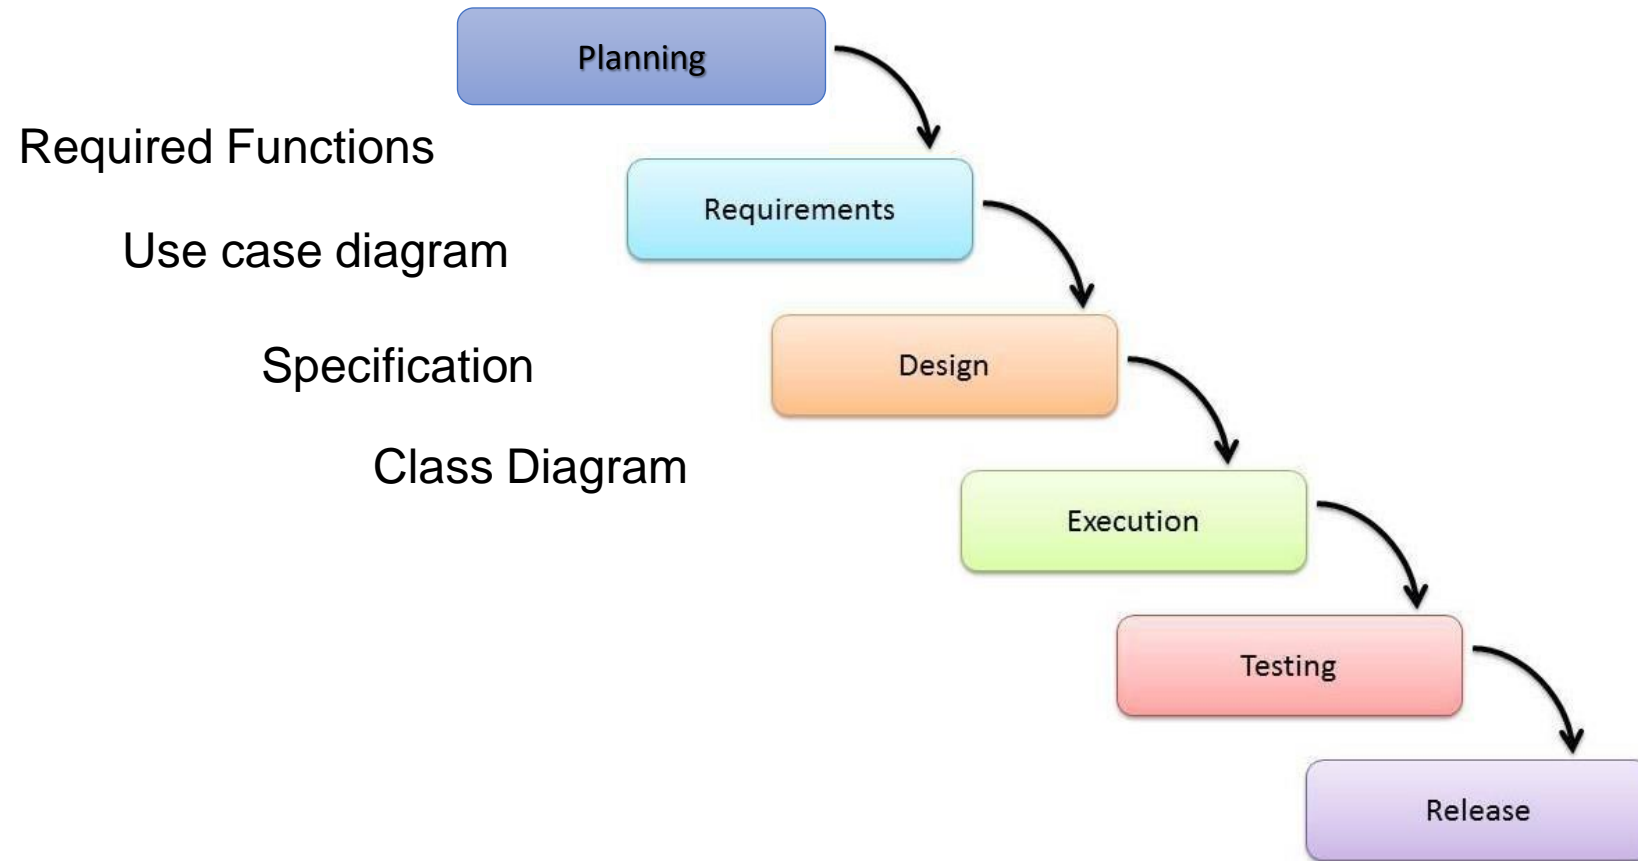 Planning
Required Functions
Requirements
Use case diagram
Specification
Design
Class Diagram
Execution
Testing
Release